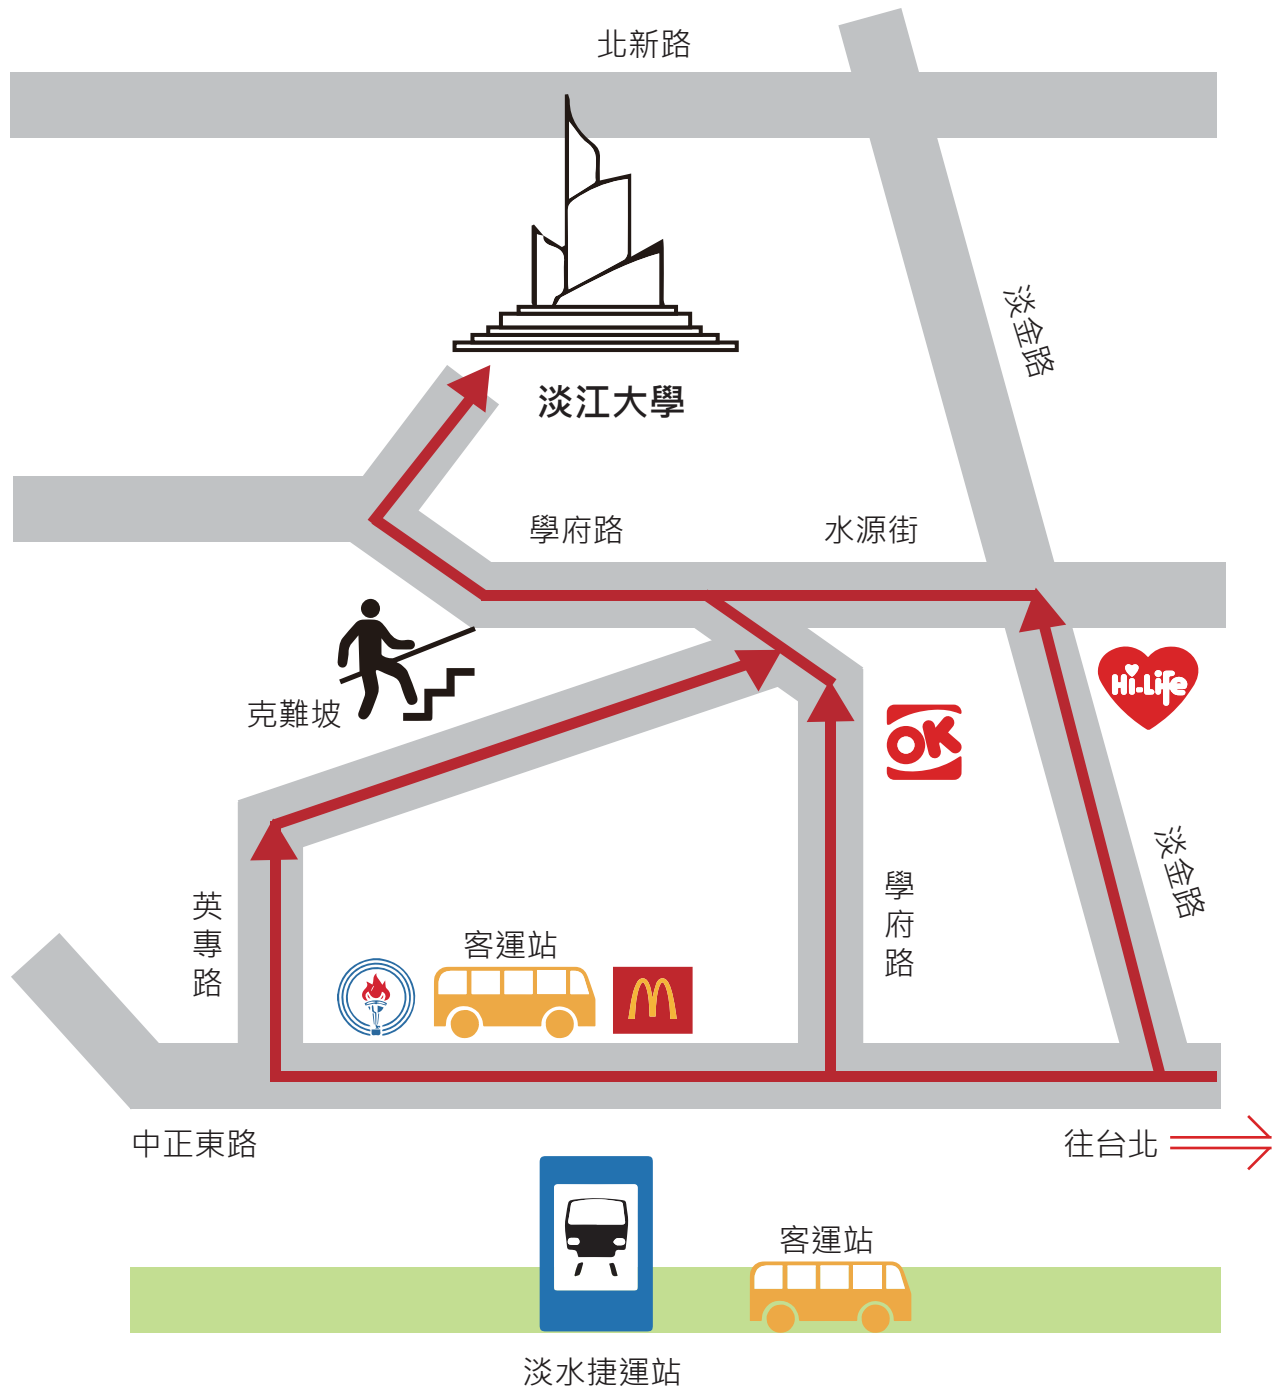 北新路
淡金路
淡江大學
學府路
水源街
克難坡
Hi-Life
OK
淡金路
學府路
英專路
客運站
中正東路
往台北
客運站
淡水捷運站